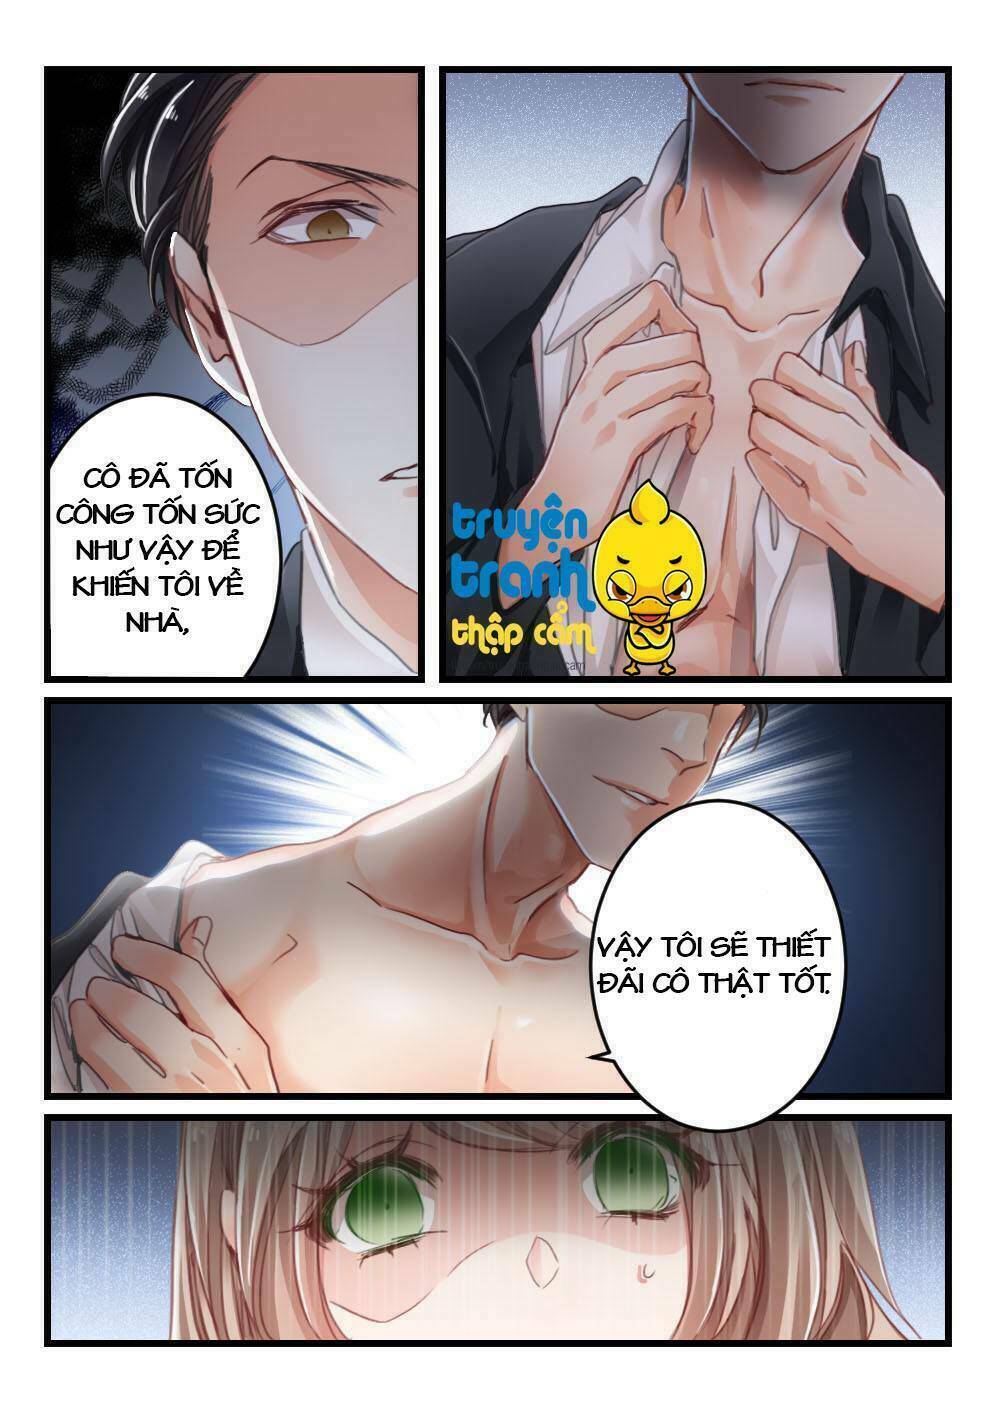 CÔ ĐÃ TỐN
CÔNG TỐN SỨC
NHƯ VẬY ĐỂ
KHIẾN TÔI VỀ
NHÀ,
truyện
tranh
thập cẩm
VẬY TÔI SẼ THIẾT
ĐÃI CÔ THẬT TỐT.